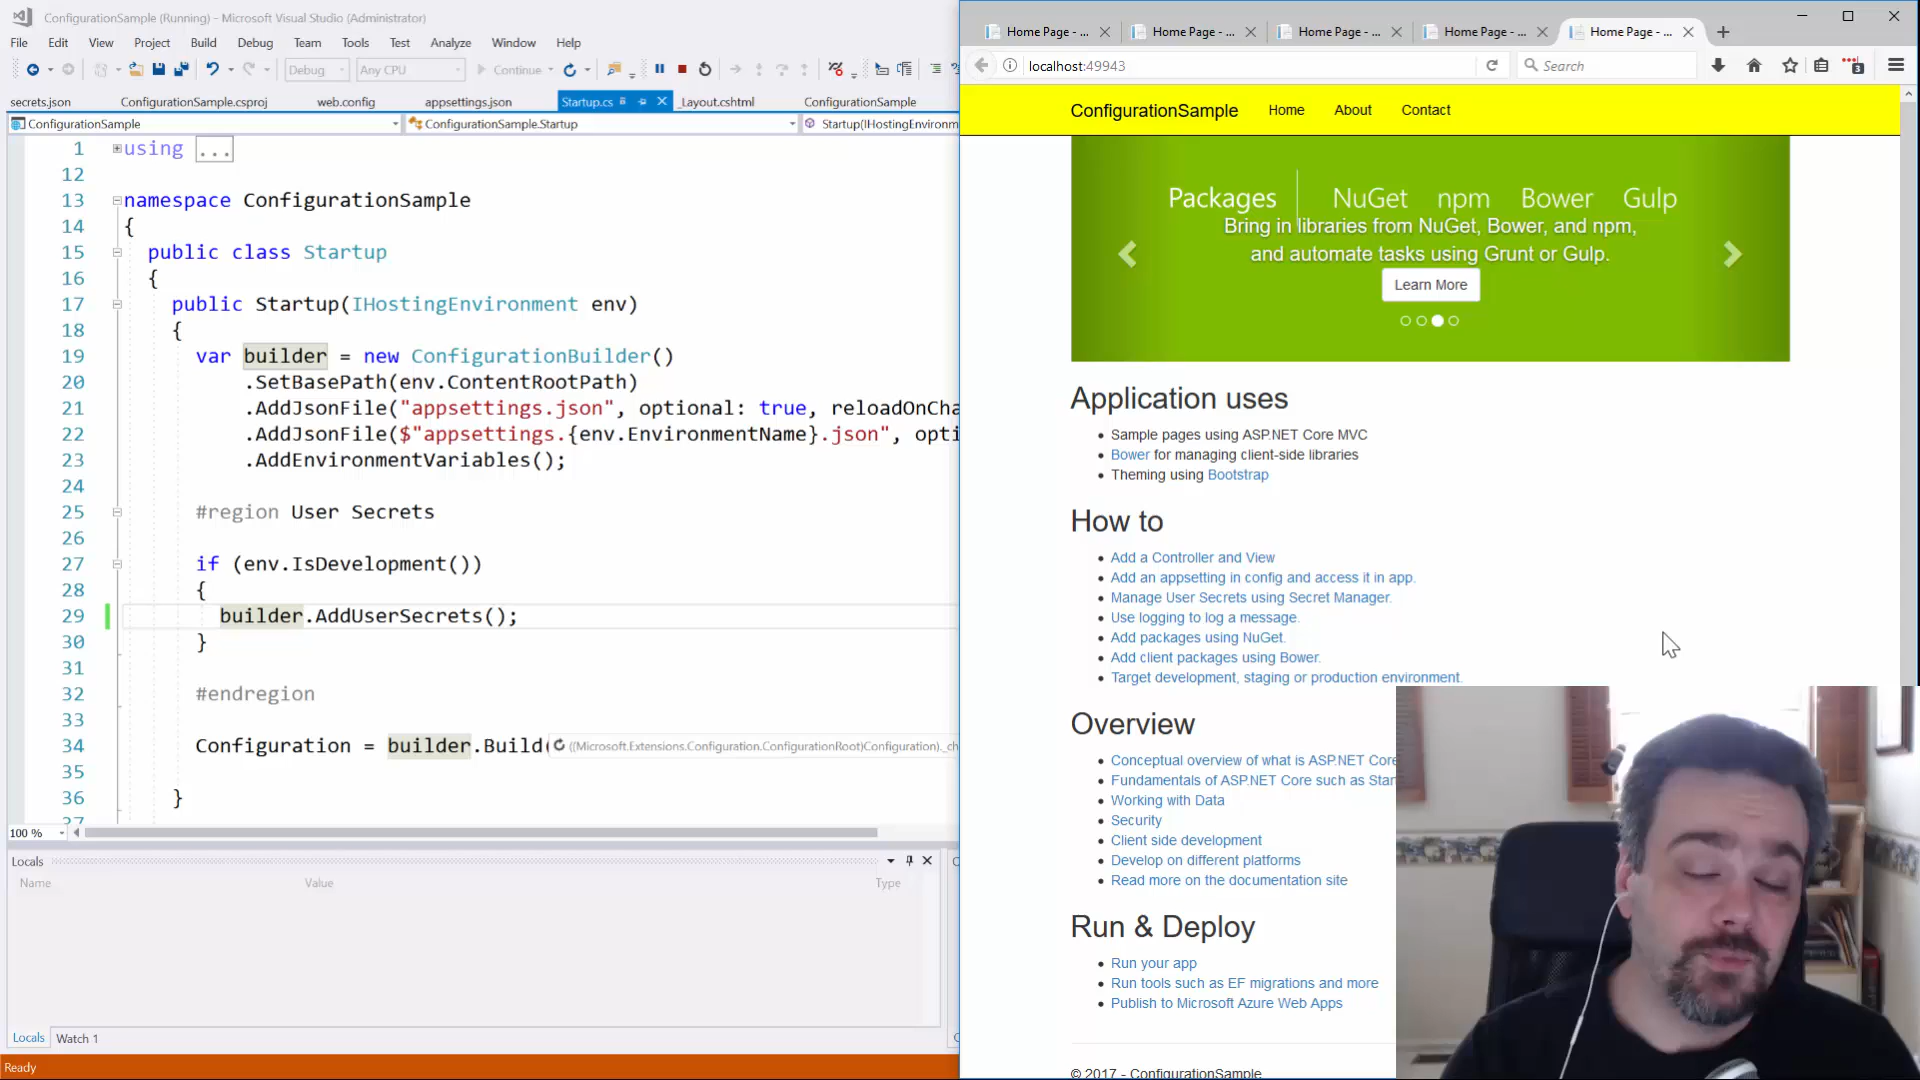 ConfigurationSample (Running) - Microsoft Visual Studio (Administrator)
File Edit View Project Build Debug Team Tools Test Analyze Window Help
Debug Any CPU Continue
secrets.json ConfigurationSample.csproj web.config appsettings.json Startup.cs _Layout.cshtml ConfigurationSample
ConfigurationSample ConfigurationSample.Startup Startup(IHostingEnvironm
1 using ...
12
13 namespace ConfigurationSample
14 {
15 public class Startup
16 {
17 public Startup(IHostingEnvironment env)
18 {
19 var builder = new ConfigurationBuilder()
20 .SetBasePath(env.ContentRootPath)
21 .AddJsonFile("appsettings.json", optional: true, reloadOnCha
22 .AddJsonFile($"appsettings.{env.EnvironmentName}.json", opti
23 .AddEnvironmentVariables();
24
25 #region User Secrets
26
27 if (env.IsDevelopment())
28 {
29 builder.AddUserSecrets();
30 }
31
32 #endregion
33
34 Configuration = builder.Build( ((Microsoft.Extensions.Configuration.ConfigurationRoot)Configuration)._ch
35
36 }
37
100 %
Locals
Name Value Type
Locals Watch 1
Ready
Home Page - ... Home Page - ... Home Page - ... Home Page - ... Home Page - ...
localhost:49943 Search 3
ConfigurationSample Home About Contact
Packages NuGet npm Bower Gulp
Bring in libraries from NuGet, Bower, and npm,
and automate tasks using Grunt or Gulp.
Learn More
Application uses
Sample pages using ASP.NET Core MVC
Bower for managing client-side libraries
Theming using Bootstrap
How to
Add a Controller and View
Add an appsetting in config and access it in app.
Manage User Secrets using Secret Manager.
Use logging to log a message.
Add packages using NuGet.
Add client packages using Bower.
Target development, staging or production environment.
Overview
Conceptual overview of what is ASP.NET Core
Fundamentals of ASP.NET Core such as Star
Working with Data
Security
Client side development
Develop on different platforms
Read more on the documentation site
Run & Deploy
Run your app
Run tools such as EF migrations and more
Publish to Microsoft Azure Web Apps
© 2017 - ConfigurationSample